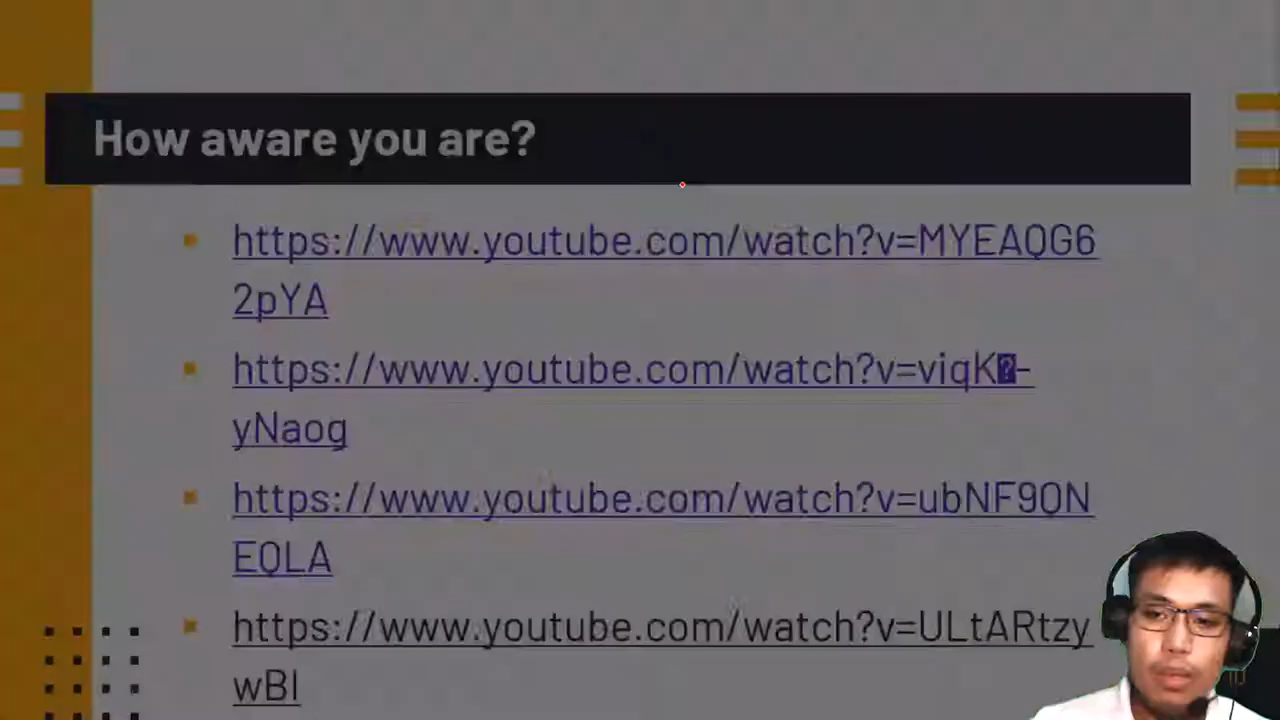 How aware you are?
https://www.youtube.com/watch?v=MYEAQG6
2pYA
https://www.youtube.com/watch?v=viqK�-
yNaog
https://www.youtube.com/watch?v=ubNF9QN
EQLA
https://www.youtube.com/watch?v=ULtARtzy
wBI